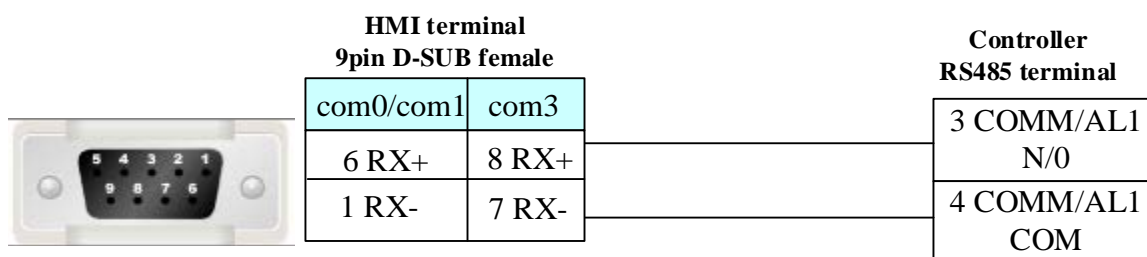 HMI terminal
9pin D-SUB female
Controller
RS485 terminal
com0/com1 com3
6 RX+ 8 RX+
1 RX- 7 RX-
3 COMM/AL1
N/0
4 COMM/AL1
COM
5 4 3 2 1
9 8 7 6